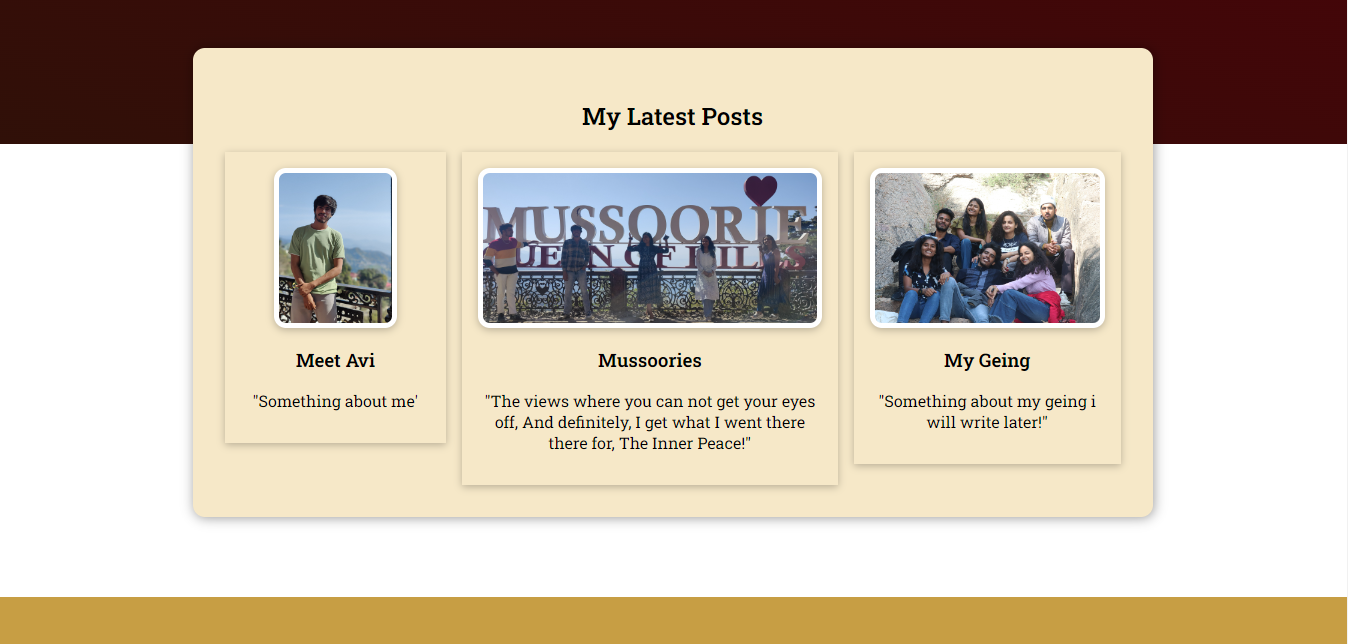 My Latest Posts
MUSSOORIE
QUEEN OF HILLS
Meet Avi
Mussoories
My Geing
"Something about me'
"The views where you can not get your eyes
off, And definitely, I get what I went there
there for, The Inner Peace!"
"Something about my geing i
will write later!"